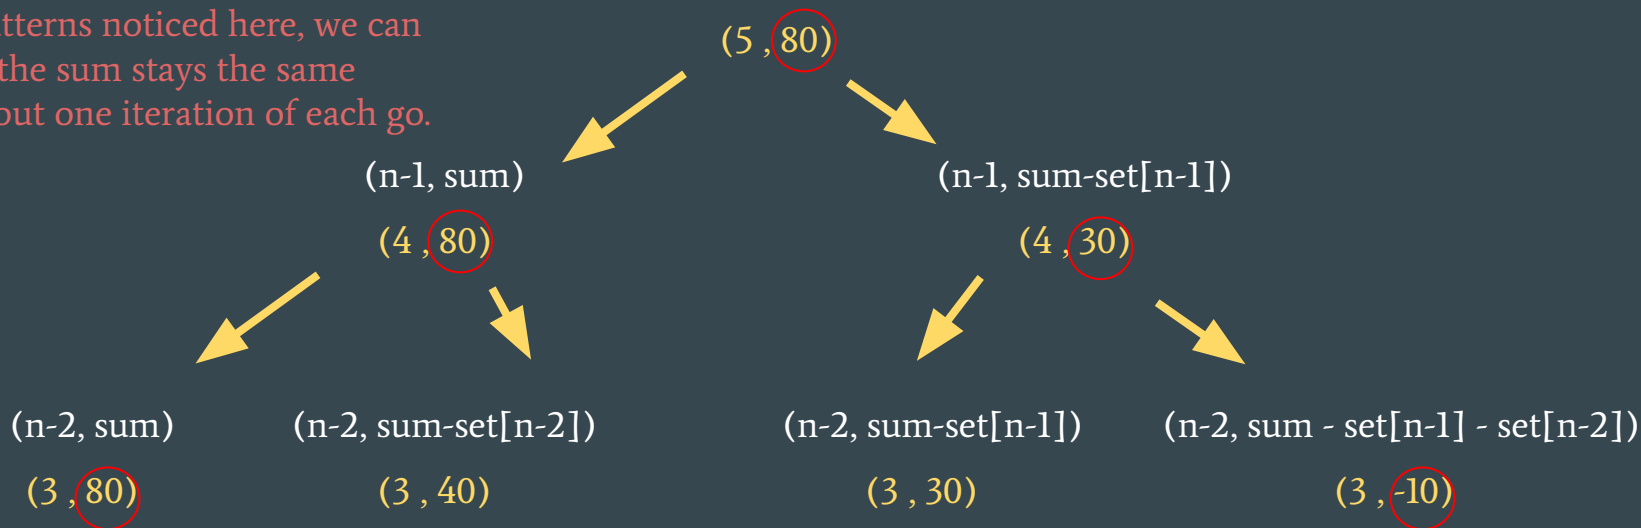 patterns noticed here, we can
the sum stays the same
out one iteration of each go.
(5 , 80)
(n-1, sum)
(n-1, sum-set[n-1])
(4 , 80)
(4 , 30)
(n-2, sum)
(n-2, sum-set[n-2])
(n-2, sum-set[n-1])
(n-2, sum - set[n-1] - set[n-2])
(3 , 80)
(3 , 40)
(3 , 30)
(3 , -10)